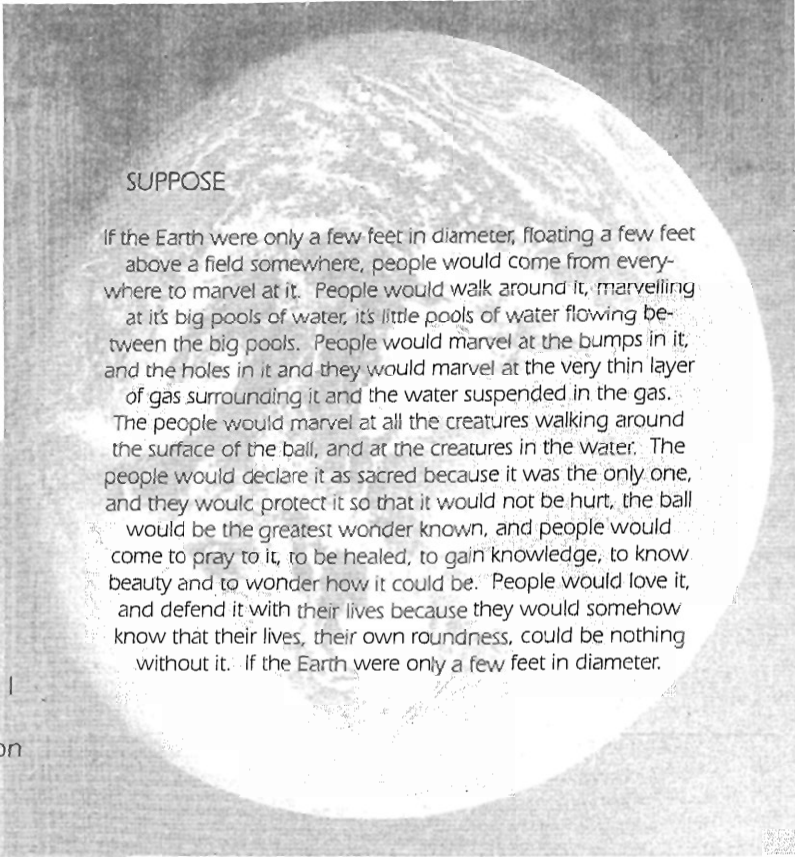 SUPPOSE
If the Earth were only a few feet in diameter, floating a few feet
above a field somewhere, people would come from every-
where to marvel at it. People would walk around it, marvelling
at it's big pools of water, it's little pools of water flowing be-
tween the big pools. People would marvel at the bumps in it,
and the holes in it and they would marvel at the very thin layer
of gas surrounding it and the water suspended in the gas.
The people would marvel at all the creatures walking around
the surface of the ball, and at the creatures in the water. The
people would declare it as sacred because it was the only one,
and they would protect it so that it would not be hurt, the ball
would be the greatest wonder known, and people would
come to pray to it, to be healed, to gain knowledge, to know
beauty and to wonder how it could be. People would love it,
and defend it with their lives because they would somehow
know that their lives, their own roundness, could be nothing
without it. If the Earth were only a few feet in diameter.
l
on